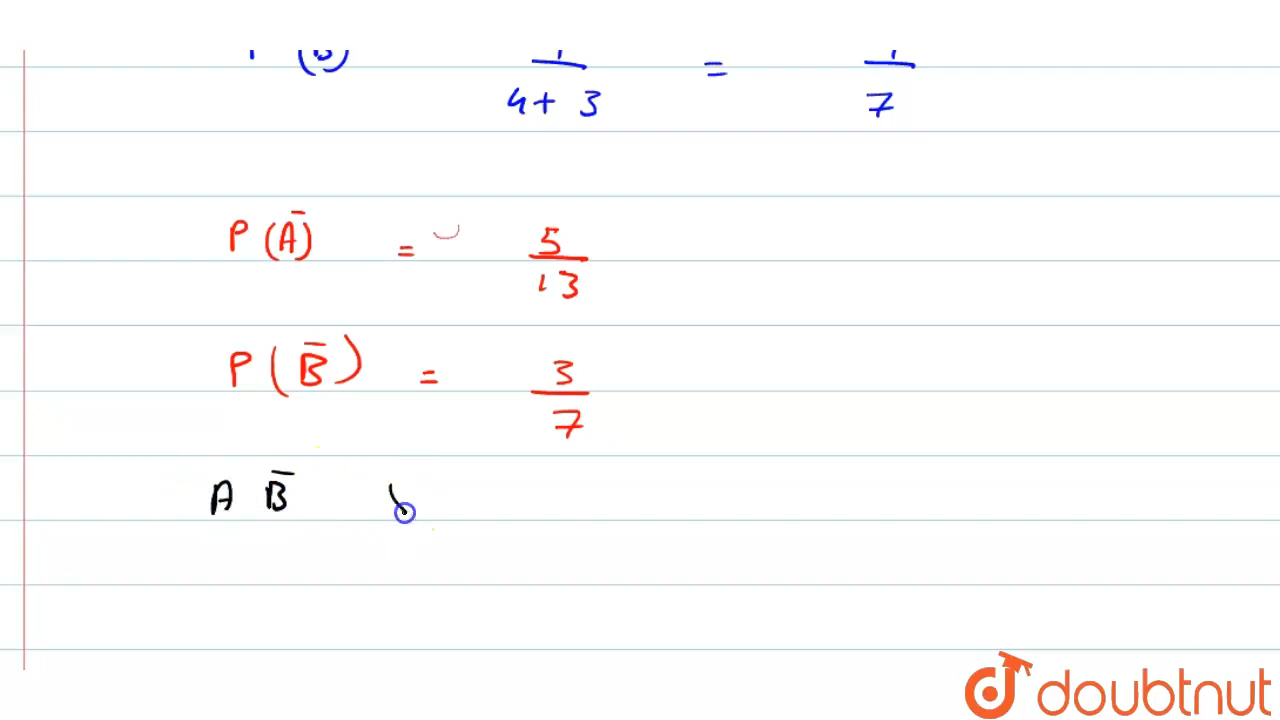 (B) = 
4+ 3 7
P (Ā) = 5
13
P (B̄) = 3
7
A B̄
doubtnut